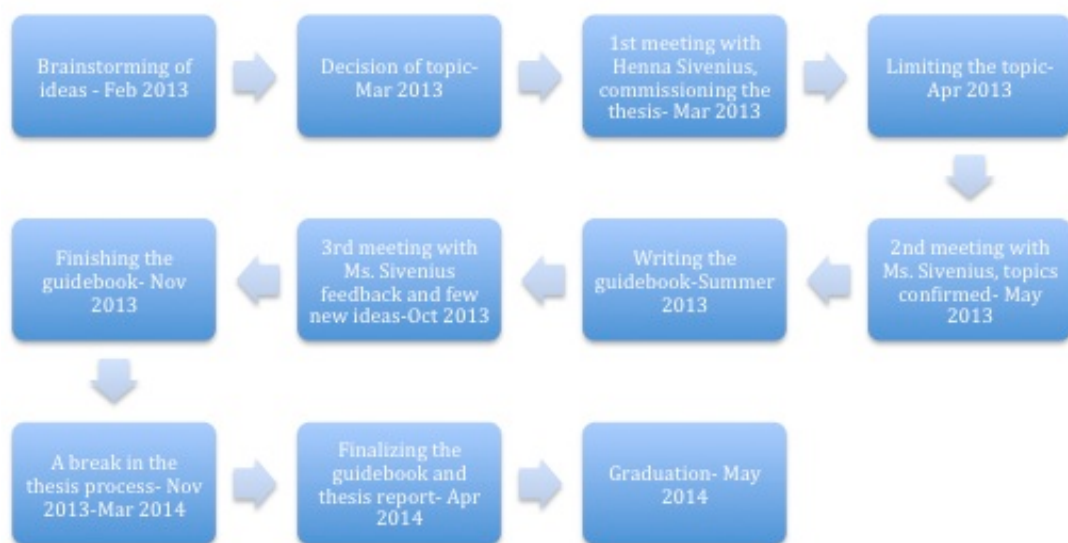 Brainstorming of
ideas - Feb 2013
Decision of topic-
Mar 2013
1st meeting with
Henna Sivenius,
commissioning the
thesis- Mar 2013
Limiting the topic-
Apr 2013
2nd meeting with
Ms. Sivenius, topics
confirmed- May
2013
Writing the
guidebook-Summer
2013
3rd meeting with
Ms. Sivenius
feedback and few
new ideas-Oct 2013
Finishing the
guidebook- Nov
2013
A break in the
thesis process- Nov
2013-Mar 2014
Finalizing the
guidebook and
thesis report- Apr
2014
Graduation- May
2014